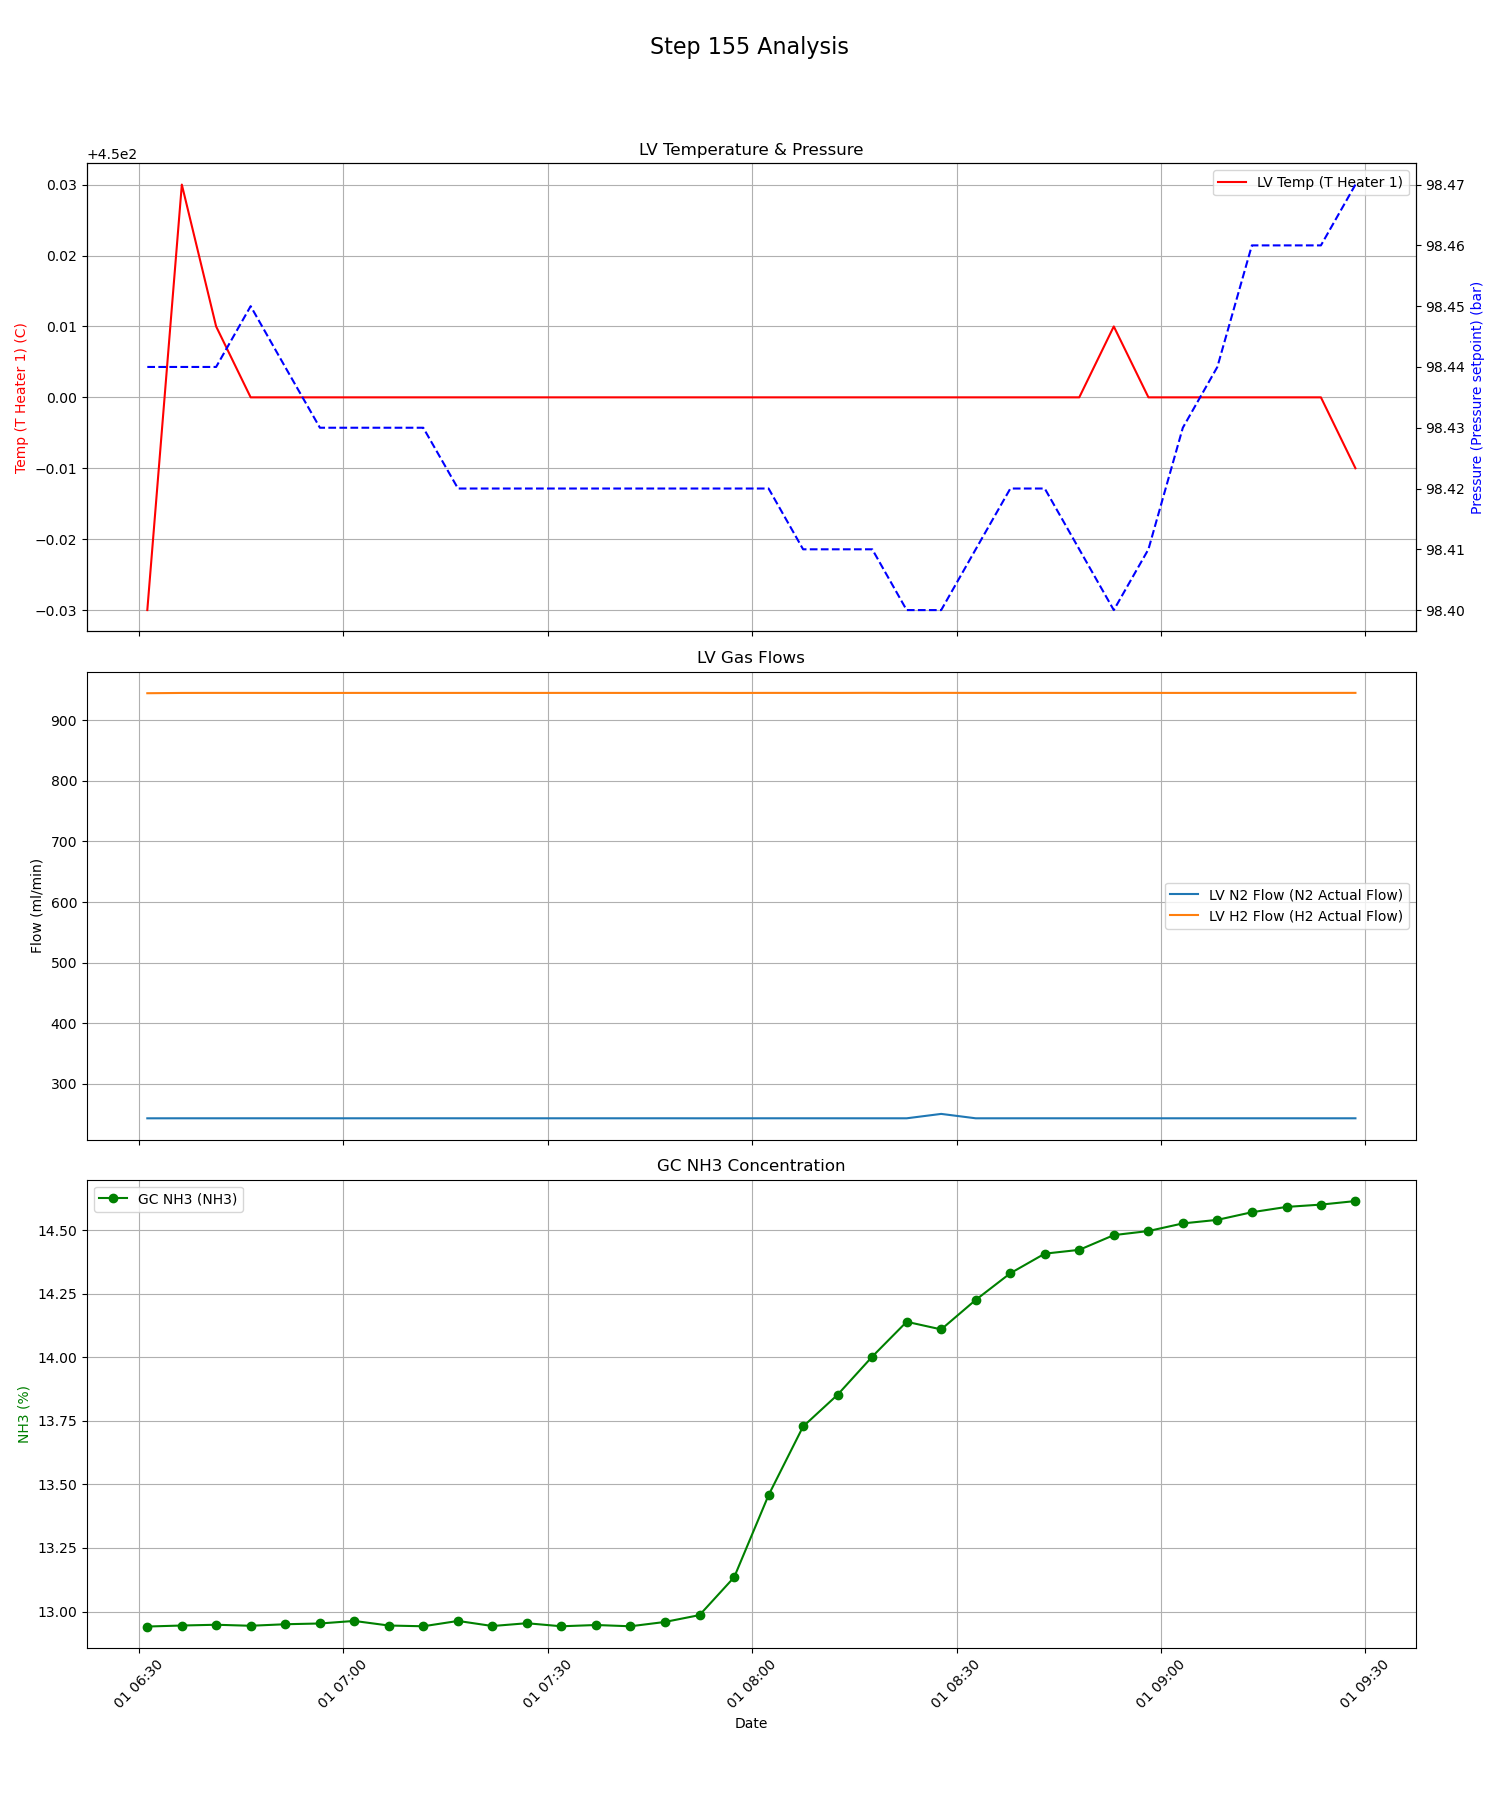 Step 155 Analysis
LV Temperature & Pressure
+4.5e2
LV Temp (T Heater 1)
Temp (T Heater 1) (C)
0.03
0.02
0.01
0.00
−0.01
−0.02
−0.03
98.47
98.46
98.45
98.44
98.43
98.42
98.41
98.40
Pressure (Pressure setpoint) (bar)
LV Gas Flows
Flow (ml/min)
900
800
700
600
500
400
300
LV N2 Flow (N2 Actual Flow)
LV H2 Flow (H2 Actual Flow)
GC NH3 Concentration
GC NH3 (NH3)
NH3 (%)
14.50
14.25
14.00
13.75
13.50
13.25
13.00
01 06:30
01 07:00
01 07:30
01 08:00
01 08:30
01 09:00
01 09:30
Date